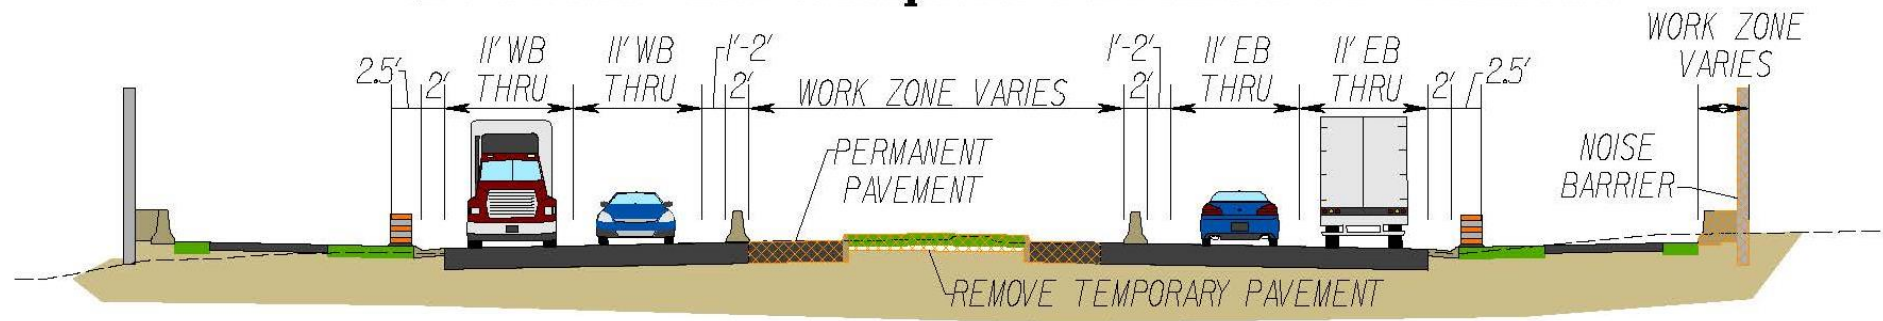 WORK ZONE
VARIES
11' WB
THRU
11' WB
THRU
1'-2'
1'-2'
11' EB
THRU
11' EB
THRU
2.5'
2'
2'
WORK ZONE VARIES
2'
2'
2.5'
PERMANENT
PAVEMENT
NOISE
BARRIER
REMOVE TEMPORARY PAVEMENT